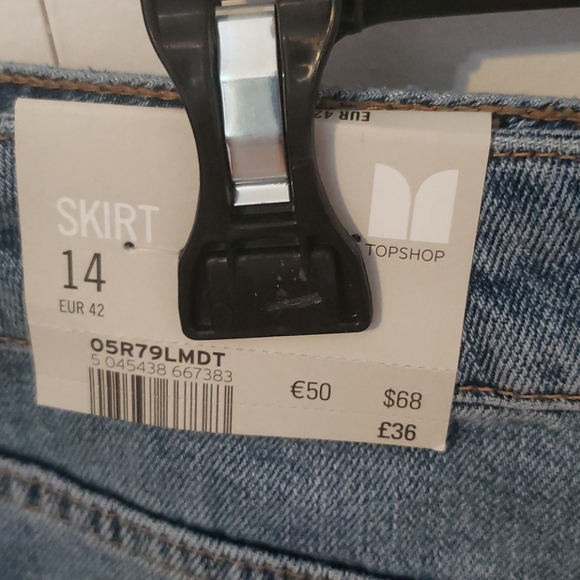 EUR 42
SKIRT
14
EUR 42
TOPSHOP
05R79LMDT
5 045438 667383
€50 $68
£36